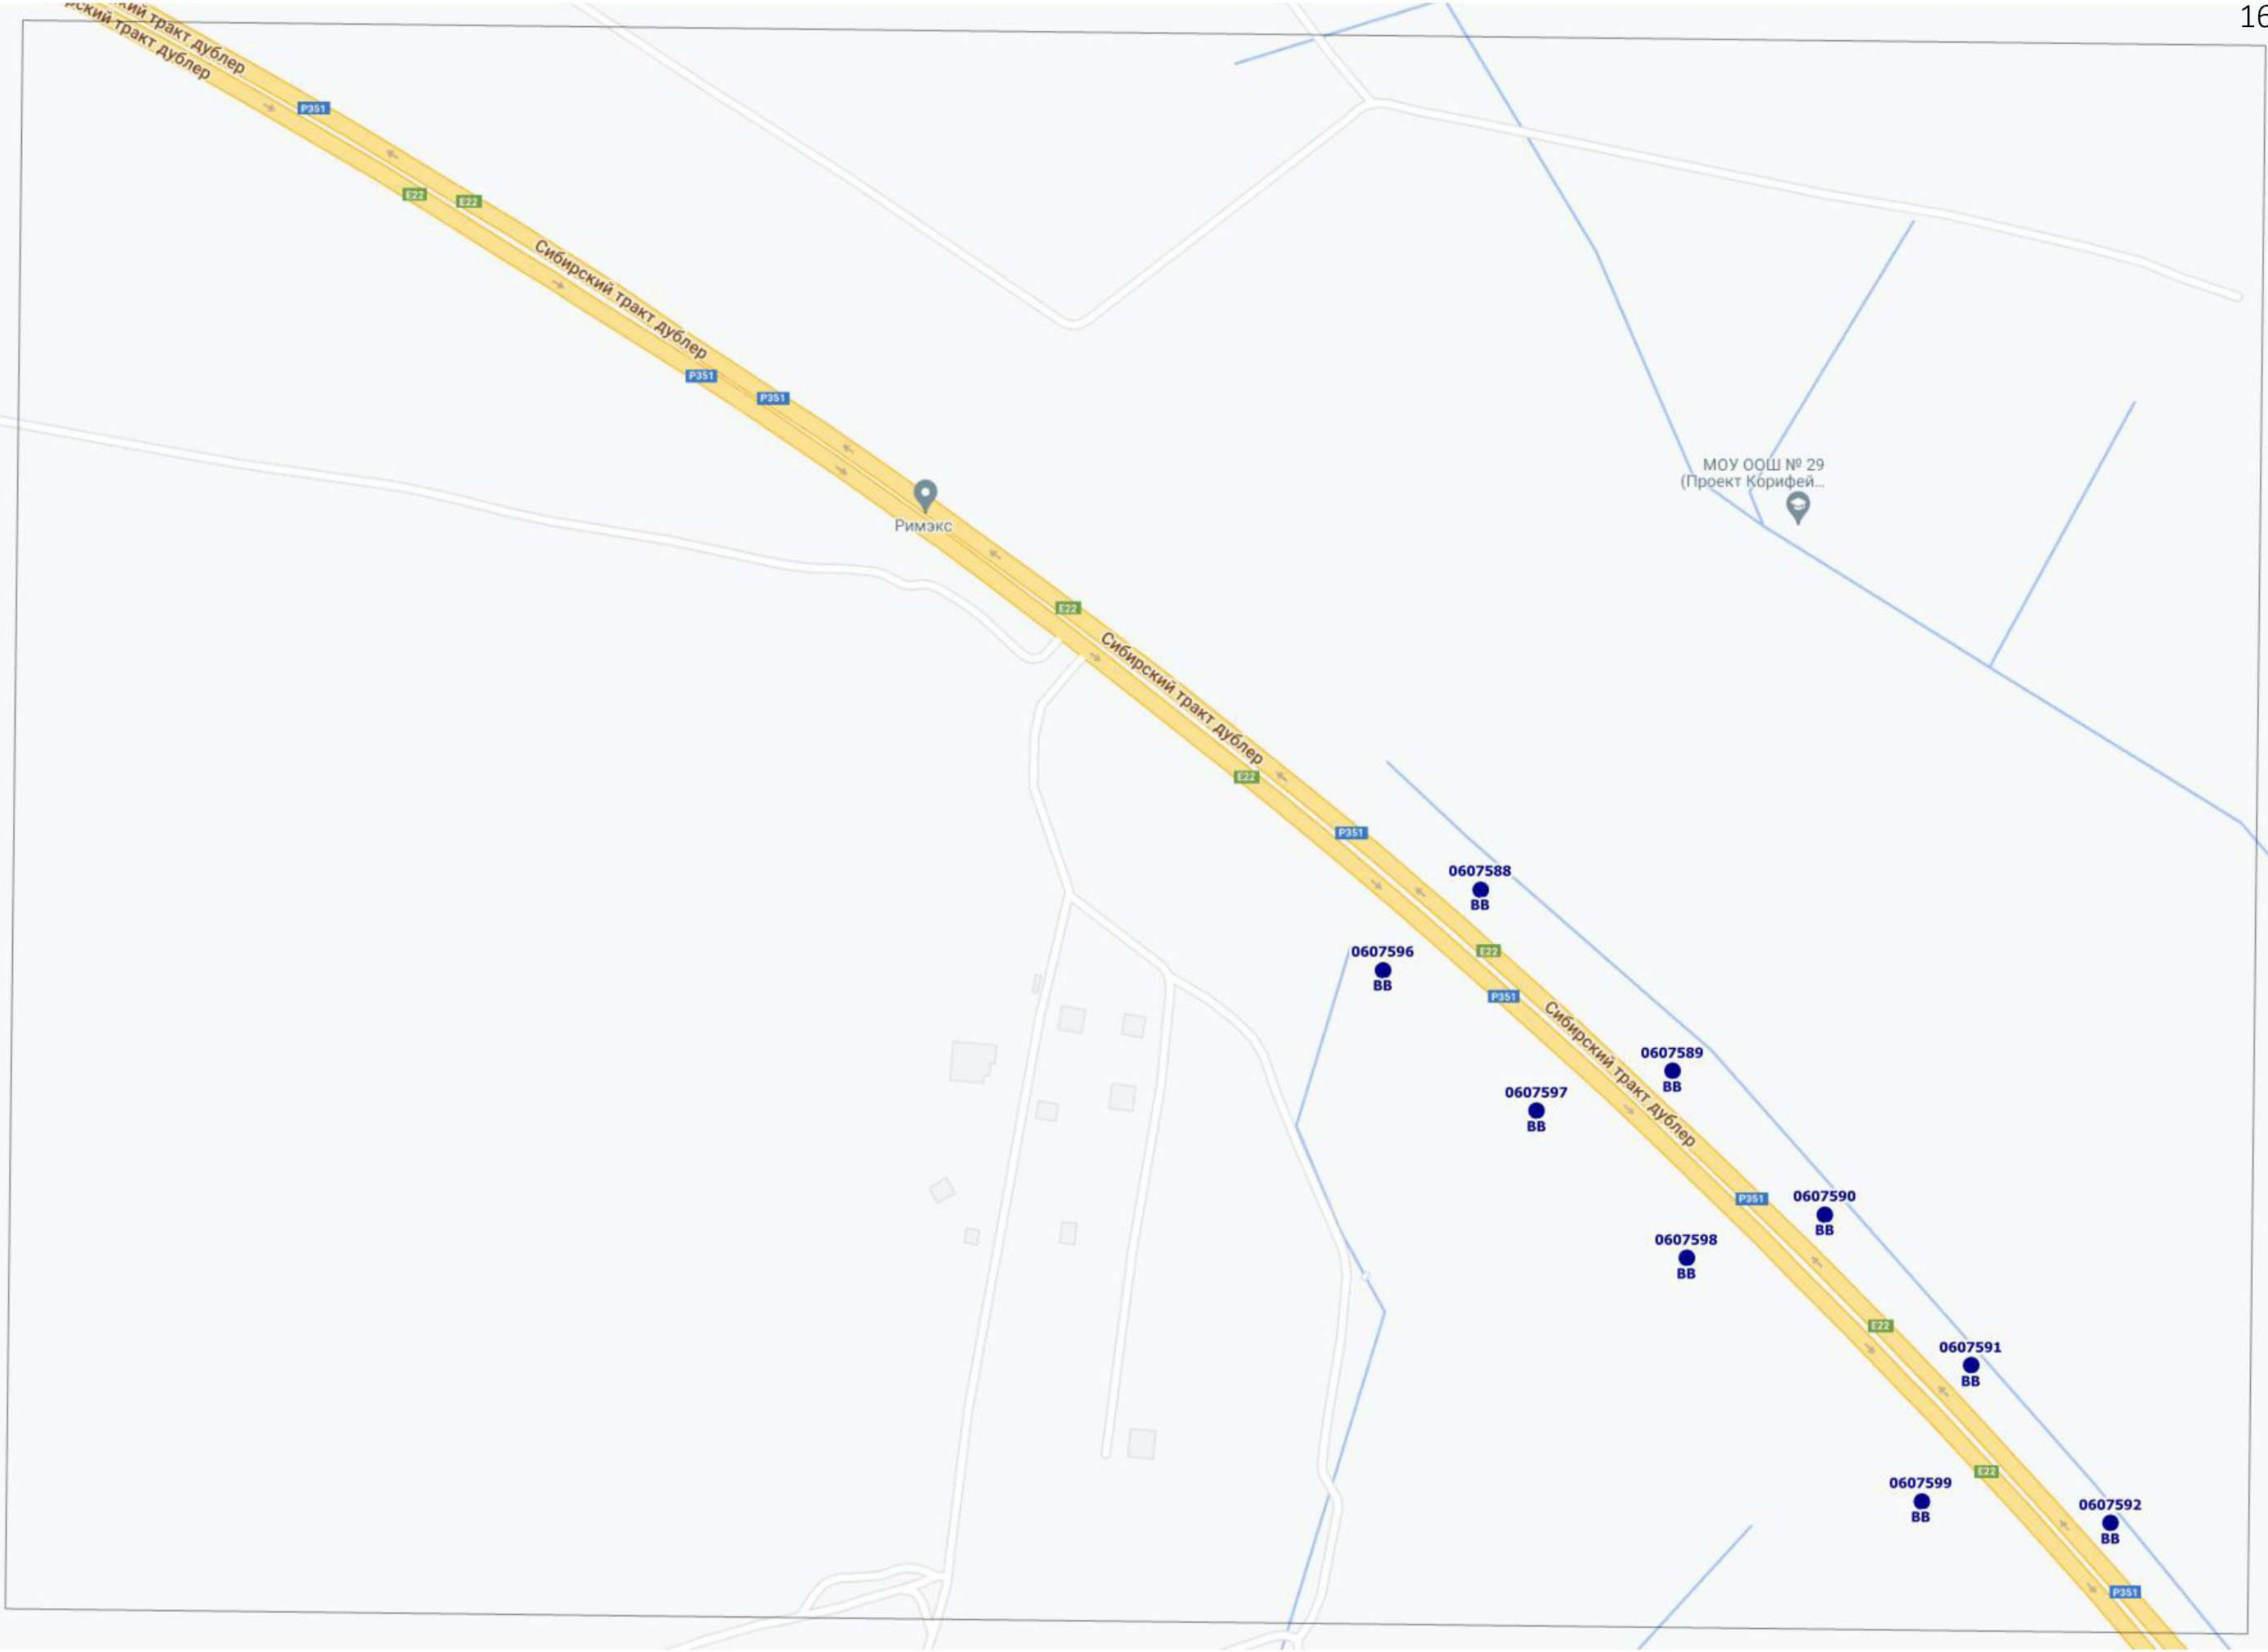 16
кий тракт дублер
рский тракт дублер
P351
E22
E22
Сибирский тракт дублер
P351
P351
МОУ ООШ № 29
(Проект Корифей...
Римэкс
E22
Сибирский тракт дублер
E22
P351
0607588
BB
0607596
BB
E22
P351
Сибирский тракт дублер
0607589
BB
0607597
BB
P351
0607590
BB
0607598
BB
E22
0607591
BB
E22
0607599
BB
0607592
BB
P351